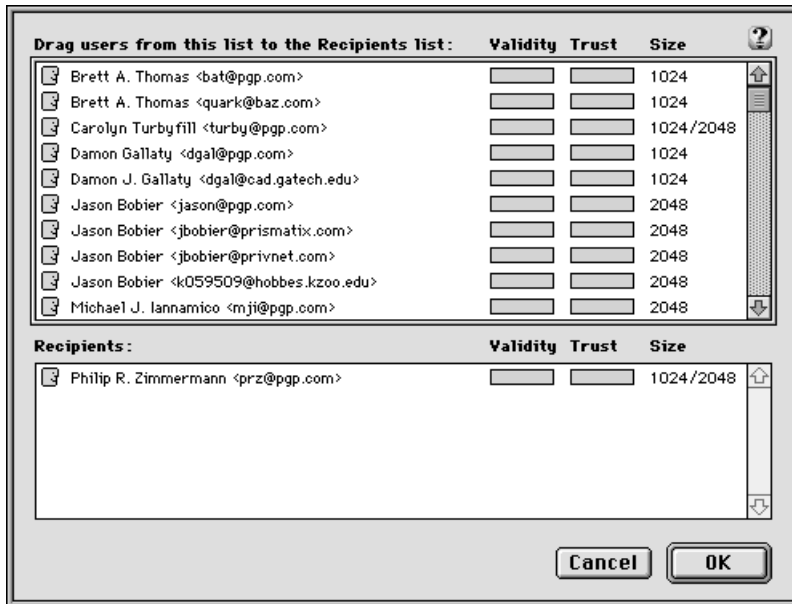 Drag users from this list to the Recipients list: Validity Trust Size ?
Brett A. Thomas <bat@pgp.com> 1024
Brett A. Thomas <quark@baz.com> 1024
Carolyn Turbyfill <turby@pgp.com> 1024/2048
Damon Gallaty <dgal@pgp.com> 1024
Damon J. Gallaty <dgal@cad.gatech.edu> 1024
Jason Bobier <jason@pgp.com> 2048
Jason Bobier <jbobier@prismatix.com> 2048
Jason Bobier <jbobier@privnet.com> 2048
Jason Bobier <k059509@hobbes.kzoo.edu> 2048
Michael J. Iannamico <mji@pgp.com> 2048
Recipients: Validity Trust Size
Philip R. Zimmermann <prz@pgp.com> 1024/2048
Cancel OK